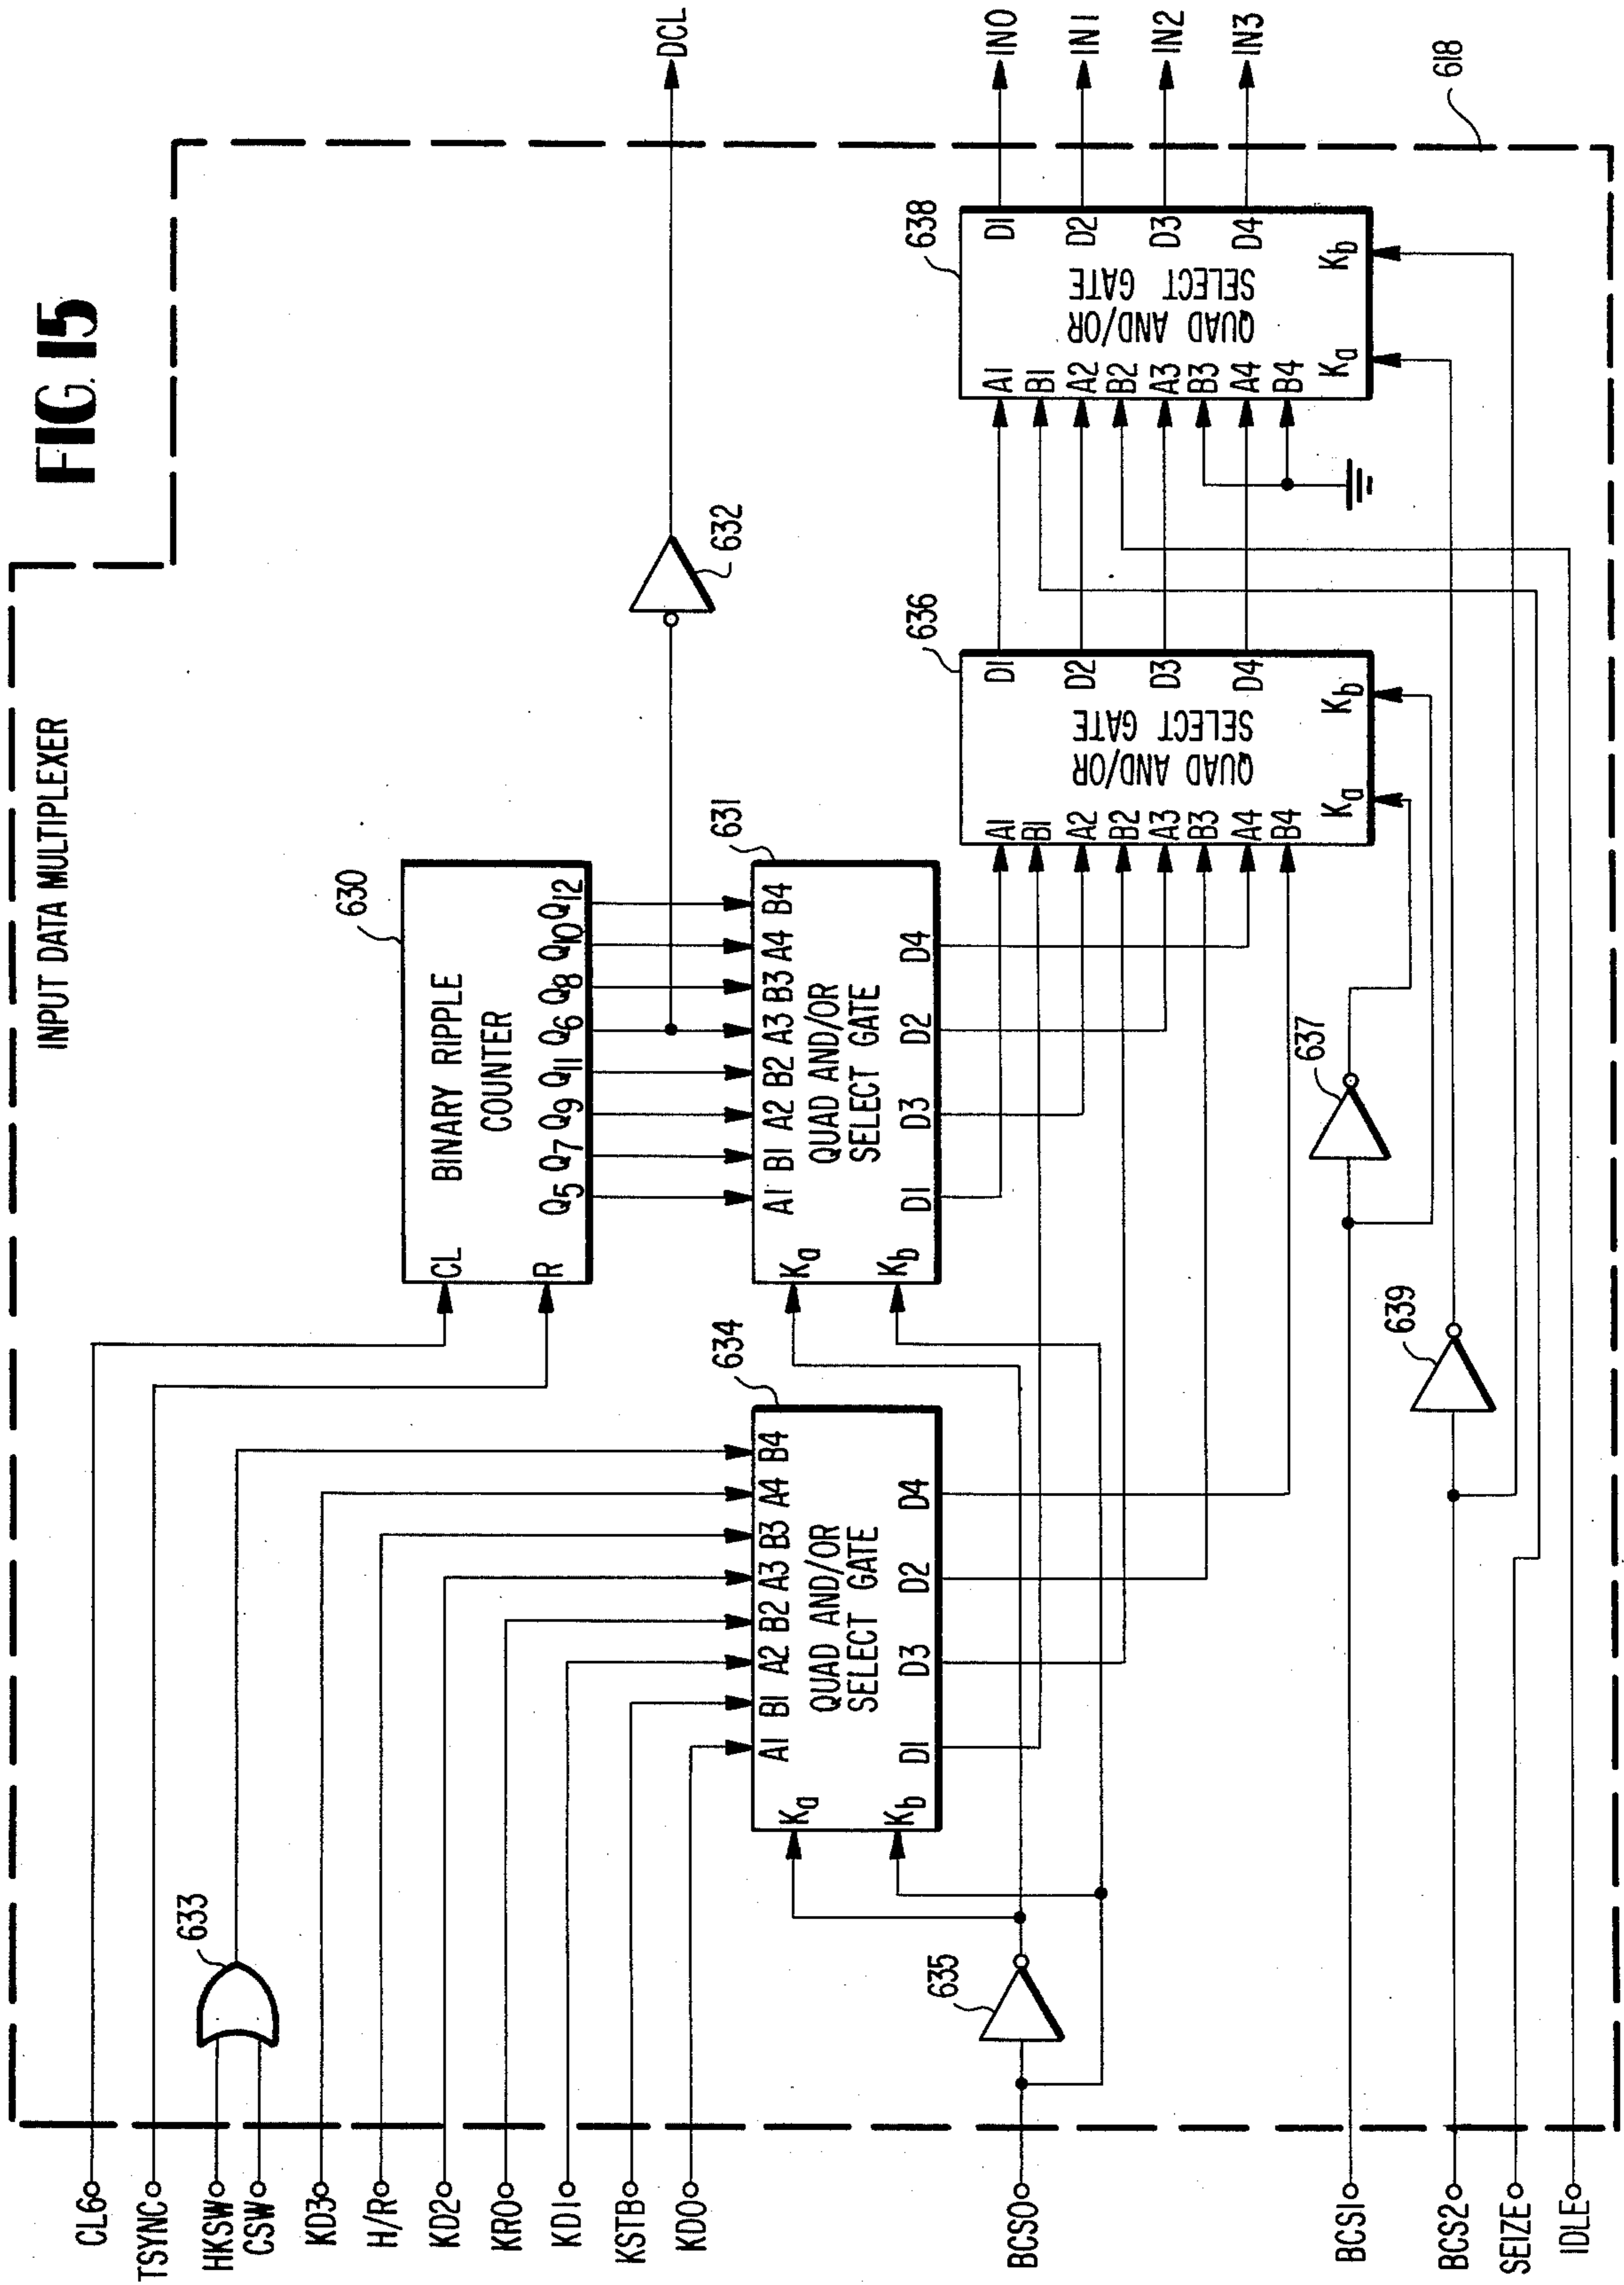 FIG. 15
INPUT DATA MULTIPLEXER
CL6
TSYNC
HKSW
CSW
KD3
H/R
KD2
KR0
KD1
KSTB
KD0
BCS0
BCS1
BCS2
SEIZE
IDLE
633
635
630
CL
BINARY RIPPLE
COUNTER
R
Q5 Q7 Q9 Q11 Q6 Q8 Q10 Q12
632
DCL
634
A1 B1 A2 B2 A3 B3 A4 B4
Ka
QUAD AND/OR
SELECT GATE
Kb
D1 D3 D2 D4
631
A1 B1 A2 B2 A3 B3 A4 B4
Ka
QUAD AND/OR
SELECT GATE
Kb
D1 D3 D2 D4
637
639
636
A1
B1
A2
B2
A3
B3
A4
B4
QUAD AND/OR
SELECT GATE
D1
D2
D3
D4
Ka
Kb
638
A1
B1
A2
B2
A3
B3
A4
B4
QUAD AND/OR
SELECT GATE
D1
D2
D3
D4
Ka
Kb
IN0
IN1
IN2
IN3
618